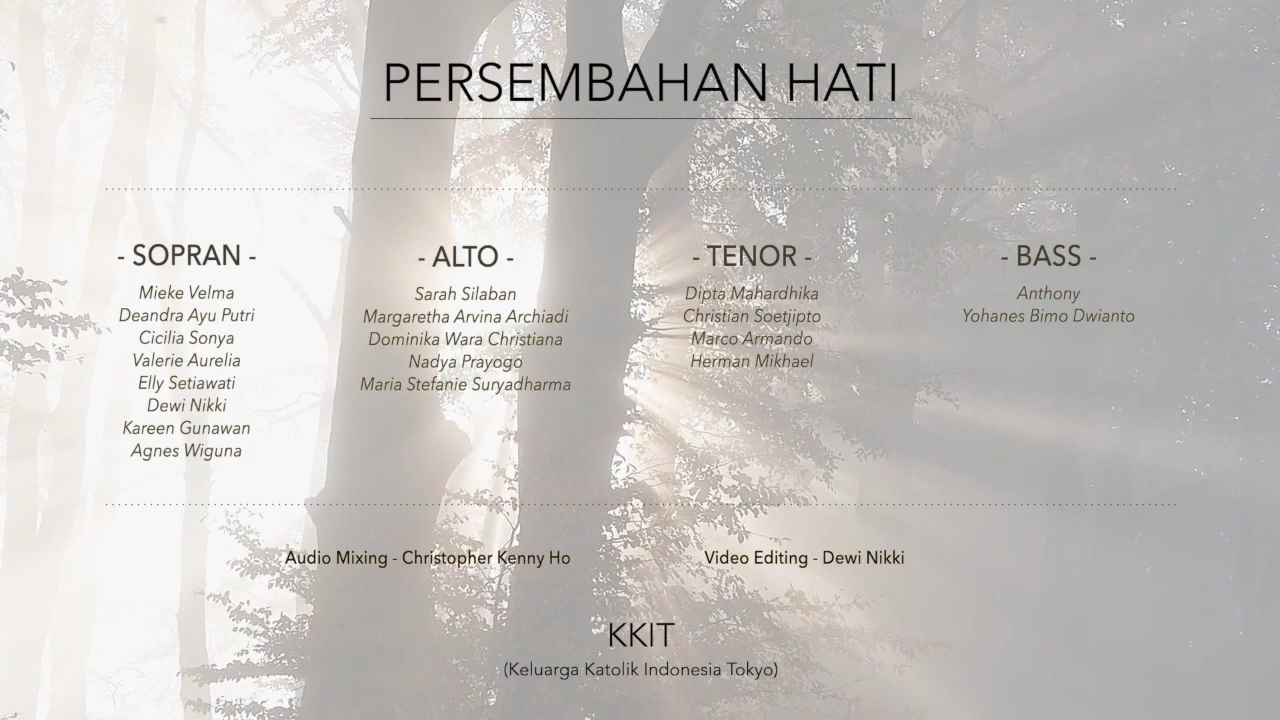 PERSEMBAHAN HATI
- SOPRAN -
Mieke Velma
Deandra Ayu Putri
Cicilia Sonya
Valerie Aurelia
Elly Setiawati
Dewi Nikki
Kareen Gunawan
Agnes Wiguna
- ALTO -
Sarah Silaban
Margaretha Arvina Archiadi
Dominika Wara Christiana
Nadya Prayogo
Maria Stefanie Suryadharma
- TENOR -
Dipta Mahardhika
Christian Soetjipto
Marco Armando
Herman Mikhael
- BASS -
Anthony
Yohanes Bimo Dwianto
Audio Mixing - Christopher Kenny Ho
Video Editing - Dewi Nikki
KKIT
(Keluarga Katolik Indonesia Tokyo)